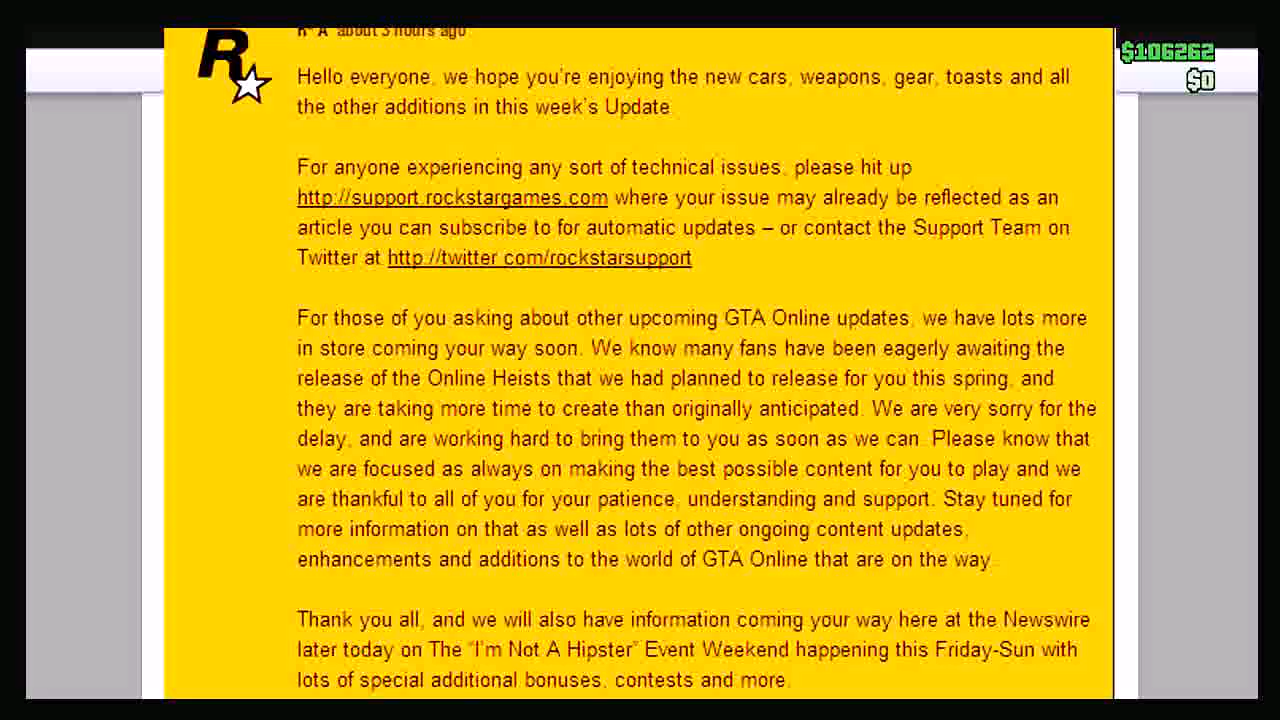 R* A about 3 hours ago
$106262
R
$0
Hello everyone, we hope you're enjoying the new cars, weapons, gear, toasts and all
the other additions in this week's Update.
For anyone experiencing any sort of technical issues, please hit up
http://support.rockstargames.com where your issue may already be reflected as an
article you can subscribe to for automatic updates – or contact the Support Team on
Twitter at http://twitter.com/rockstarsupport
For those of you asking about other upcoming GTA Online updates, we have lots more
in store coming your way soon. We know many fans have been eagerly awaiting the
release of the Online Heists that we had planned to release for you this spring, and
they are taking more time to create than originally anticipated. We are very sorry for the
delay, and are working hard to bring them to you as soon as we can. Please know that
we are focused as always on making the best possible content for you to play and we
are thankful to all of you for your patience, understanding and support. Stay tuned for
more information on that as well as lots of other ongoing content updates,
enhancements and additions to the world of GTA Online that are on the way.
Thank you all, and we will also have information coming your way here at the Newswire
later today on The "I'm Not A Hipster" Event Weekend happening this Friday-Sun with
lots of special additional bonuses, contests and more.